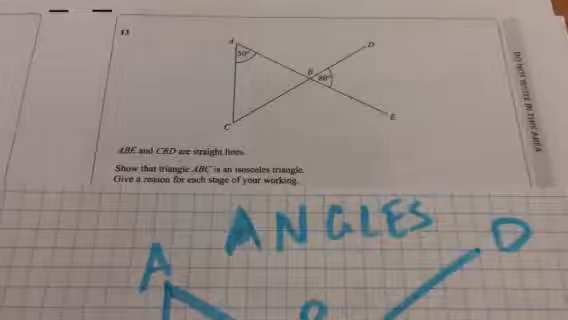 13
A
D
50°
B
80°
C
E
ABE and CBD are straight lines.
Show that triangle ABC is an isosceles triangle.
Give a reason for each stage of your working.
DO NOT WRITE IN THIS AREA
ANGLES
A
D